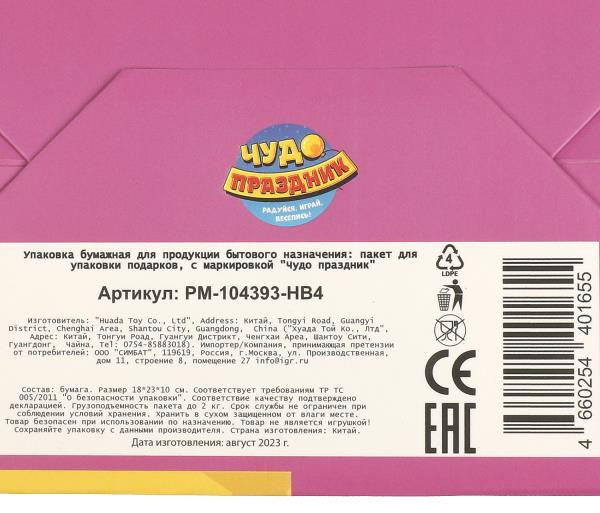 ЧУДО
ПРАЗДНИК
РАДУЙСЯ, ИГРАЙ,
ВЕСЕЛИСЬ!
Упаковка бумажная для продукции бытового назначения: пакет для
упаковки подарков, с маркировкой "Чудо праздник"
Артикул: PM-104393-HB4
Изготовитель: "Huada Toy Co., Ltd", Address: Китай, Tongyi Road, Guangyi
District, Chenghai Area, Shantou City, Guangdong, China ("Хуада Той Ко., Лтд",
Адрес: Китай, Тонгуи Роад, Гуангуи Дистрикт, Ченгхаи Ареа, Шантоу Сити,
Гуангдонг, Чайна, Tel: 0754-85883018). Импортер/компания, принимающая претензии
от потребителей: ООО "СИМБАТ", 119619, Россия, г.Москва, ул. Производственная,
дом 11, строение 8, помещение 27 info@igr.ru
Состав: бумага. Размер 18*23*10 см. Соответствует требованиям ТР ТС
005/2011 "О безопасности упаковки". Соответствие качеству подтверждено
декларацией. Грузоподъемность пакета до 2 кг. Срок службы не ограничен при
соблюдении условий хранения. Хранить в сухом защищенном от влаги месте.
Товар безопасен при использовании по назначению. Товар не является игрушкой!
Сохраняйте упаковку с данными производителя. Страна изготовления: Китай.
Дата изготовления: август 2023 г.
4
LDPE
CE
EAC
4 660254 401655